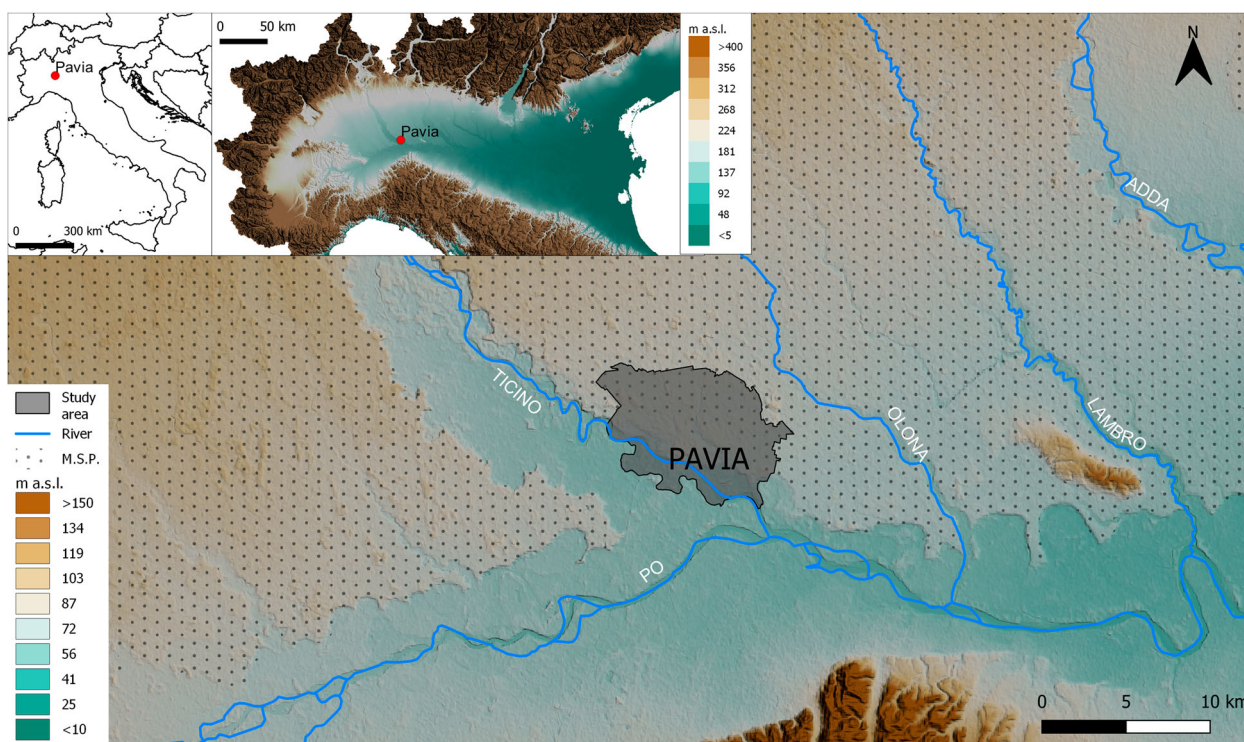 Pavia
0 300 km
0 50 km
Pavia
m a.s.l.
>400
356
312
268
224
181
137
92
48
<5
N
ADDA
TICINO
OLONA
LAMBRO
PAVIA
PO
Study
area
River
M.S.P.
m a.s.l.
>150
134
119
103
87
72
56
41
25
<10
0 5 10 km